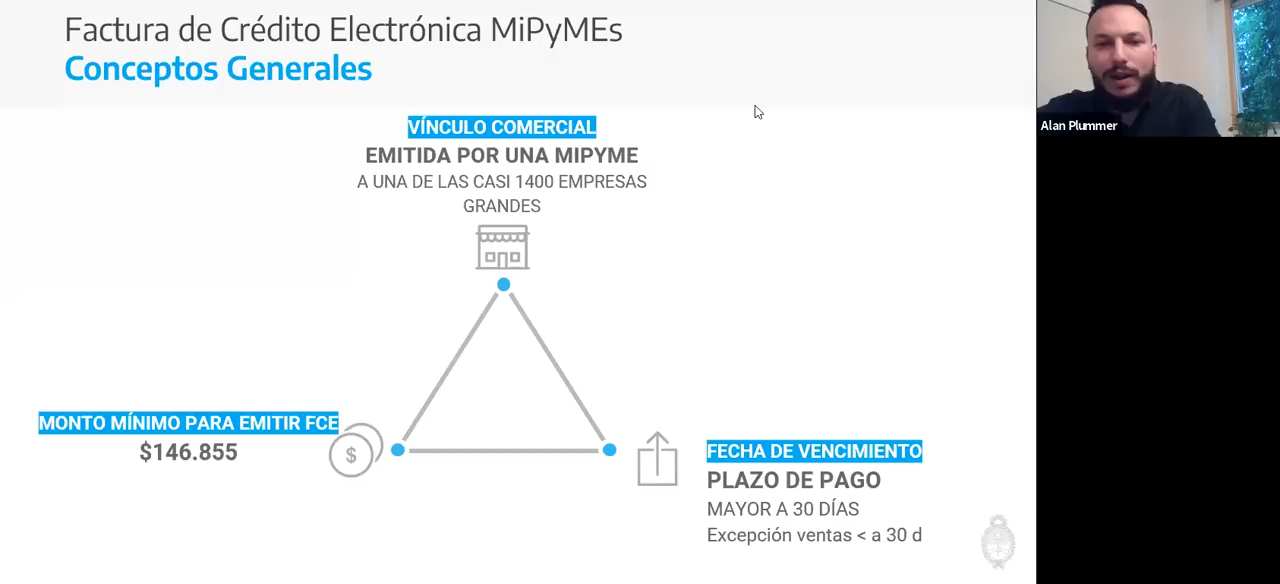 Factura de Crédito Electrónica MiPyMEs
Conceptos Generales
VÍNCULO COMERCIAL
EMITIDA POR UNA MIPYME
A UNA DE LAS CASI 1400 EMPRESAS
GRANDES
MONTO MÍNIMO PARA EMITIR FCE
$146.855
$
FECHA DE VENCIMIENTO
PLAZO DE PAGO
MAYOR A 30 DÍAS
Excepción ventas < a 30 d
Alan Plummer